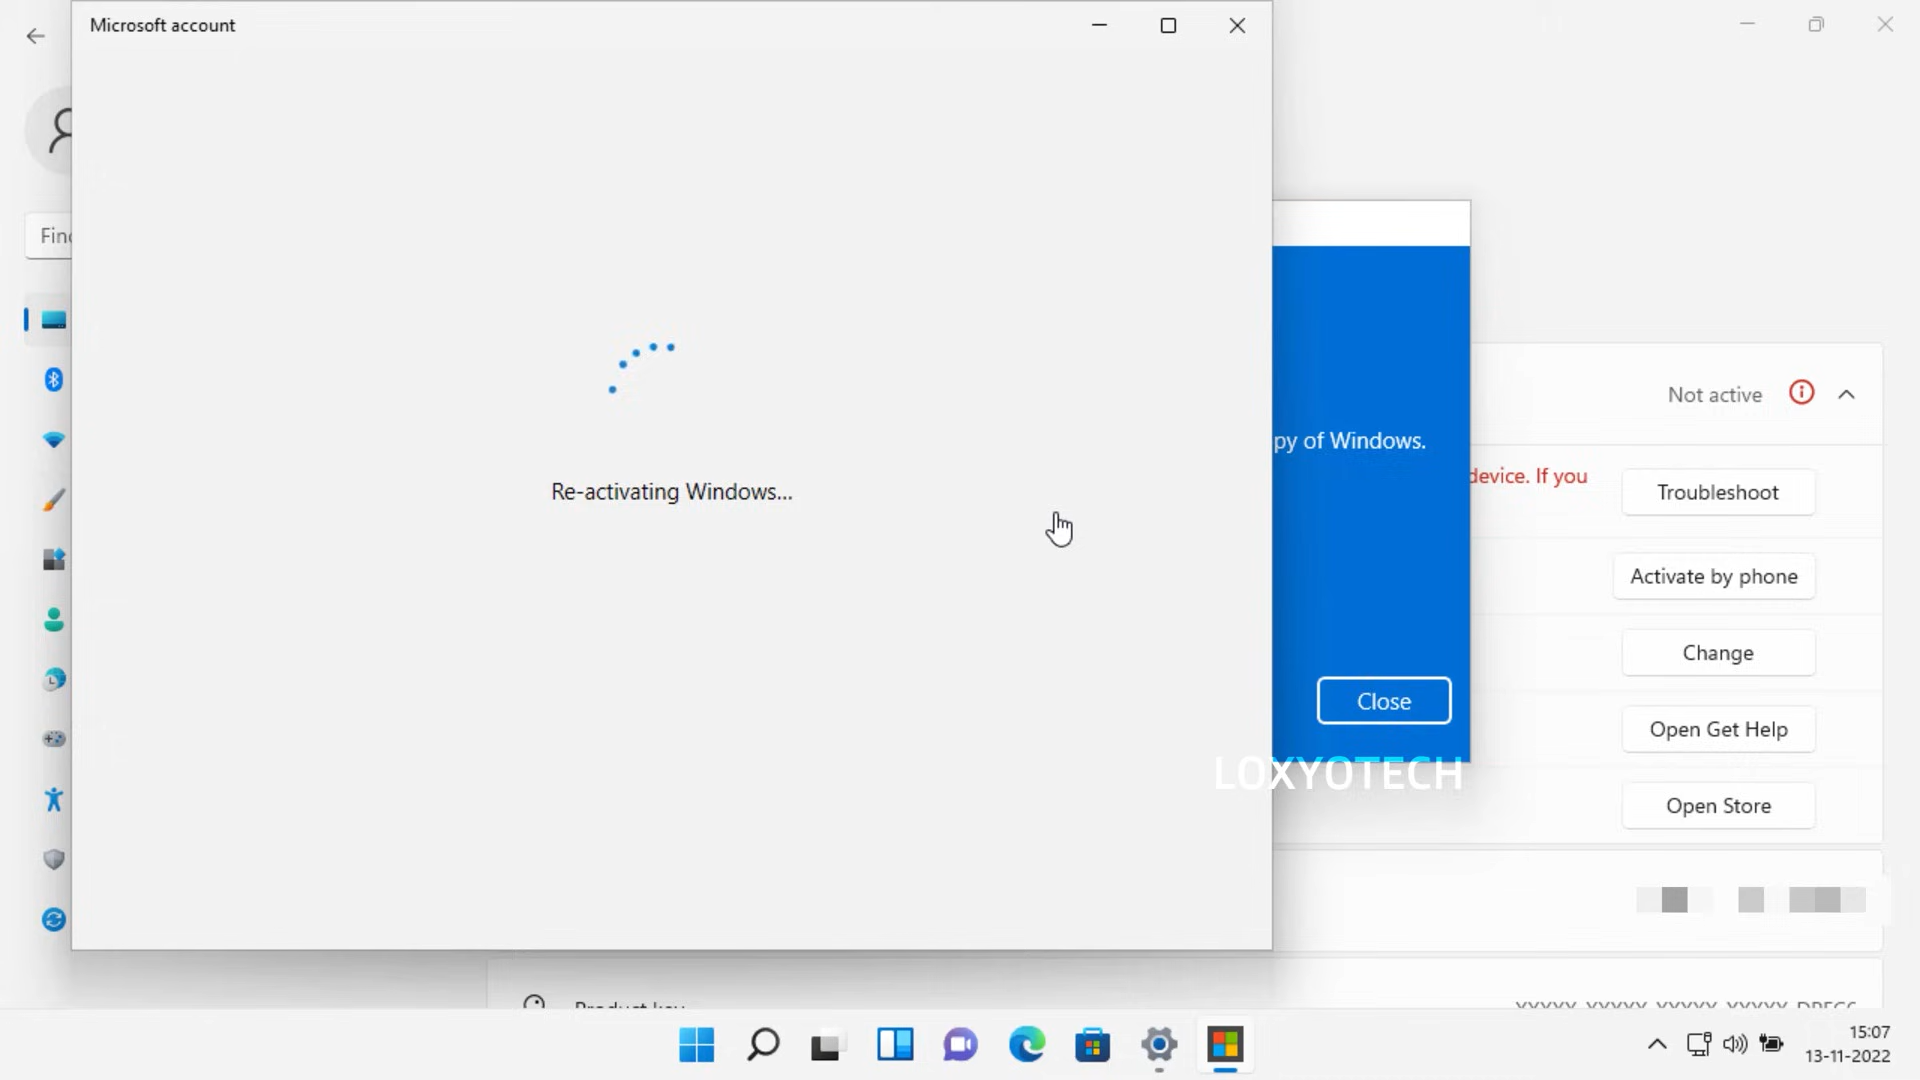 Microsoft account
Re-activating Windows...
py of Windows.
Close
LOXYOTECH
Not active
device. If you
Troubleshoot
Activate by phone
Change
Open Get Help
Open Store
Product key
15:07
13-11-2022